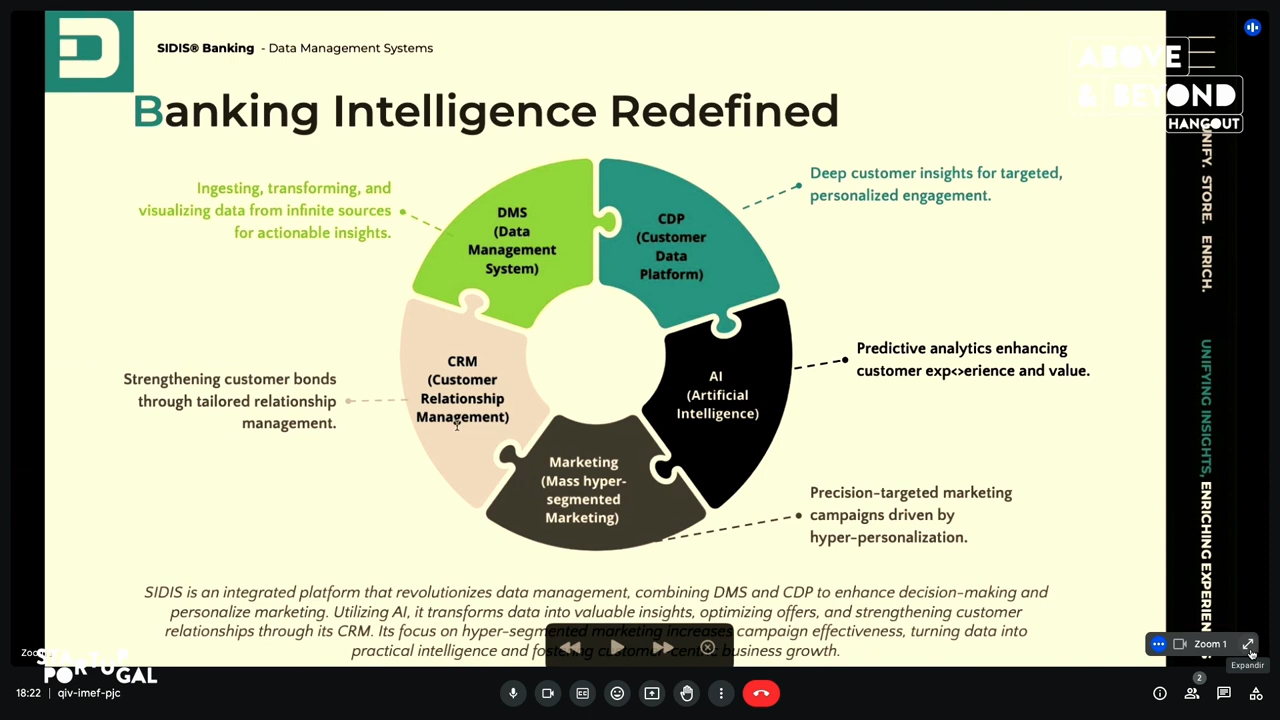 SIDIS® Banking - Data Management Systems
ABOVE
& BEYOND
HANGOUT
Banking Intelligence Redefined
Ingesting, transforming, and
visualizing data from infinite sources
for actionable insights.
DMS
(Data
Management
System)
CDP
(Customer
Data
Platform)
Deep customer insights for targeted,
personalized engagement.
Strengthening customer bonds
through tailored relationship
management.
CRM
(Customer
Relationship
Management)
AI
(Artificial
Intelligence)
Predictive analytics enhancing
customer exp<>erience and value.
Marketing
(Mass hyper-
segmented
Marketing)
Precision-targeted marketing
campaigns driven by
hyper-personalization.
SIDIS is an integrated platform that revolutionizes data management, combining DMS and CDP to enhance decision-making and
personalize marketing. Utilizing AI, it transforms data into valuable insights, optimizing offers, and strengthening customer
relationships through its CRM. Its focus on hyper-segmented marketing increases campaign effectiveness, turning data into
practical intelligence and fostering customer-centric business growth.
UNIFY. STORE. ENRICH.
UNIFYING INSIGHTS, ENRICHING
PORTUGAL
Zoom 1
Expandir
18:22 | qiv-imef-pjc
2